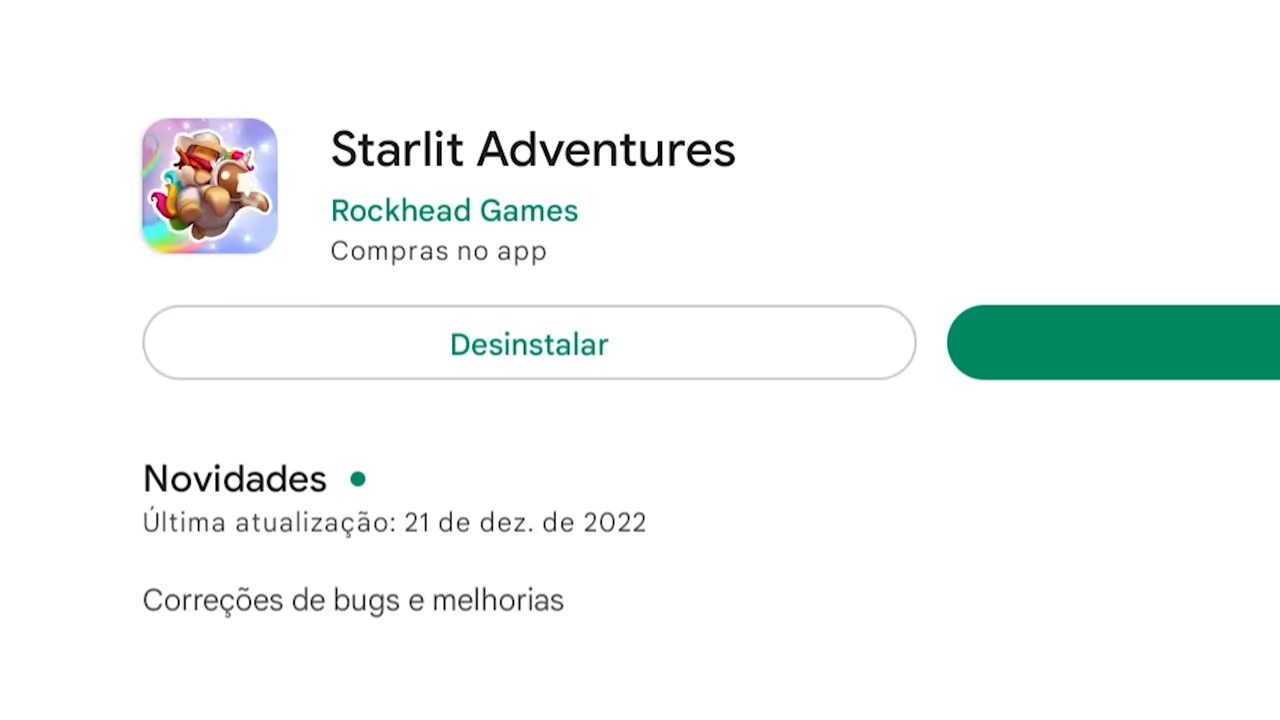 Starlit Adventures
Rockhead Games
Compras no app
Desinstalar
Novidades
Última atualização: 21 de dez. de 2022
Correções de bugs e melhorias